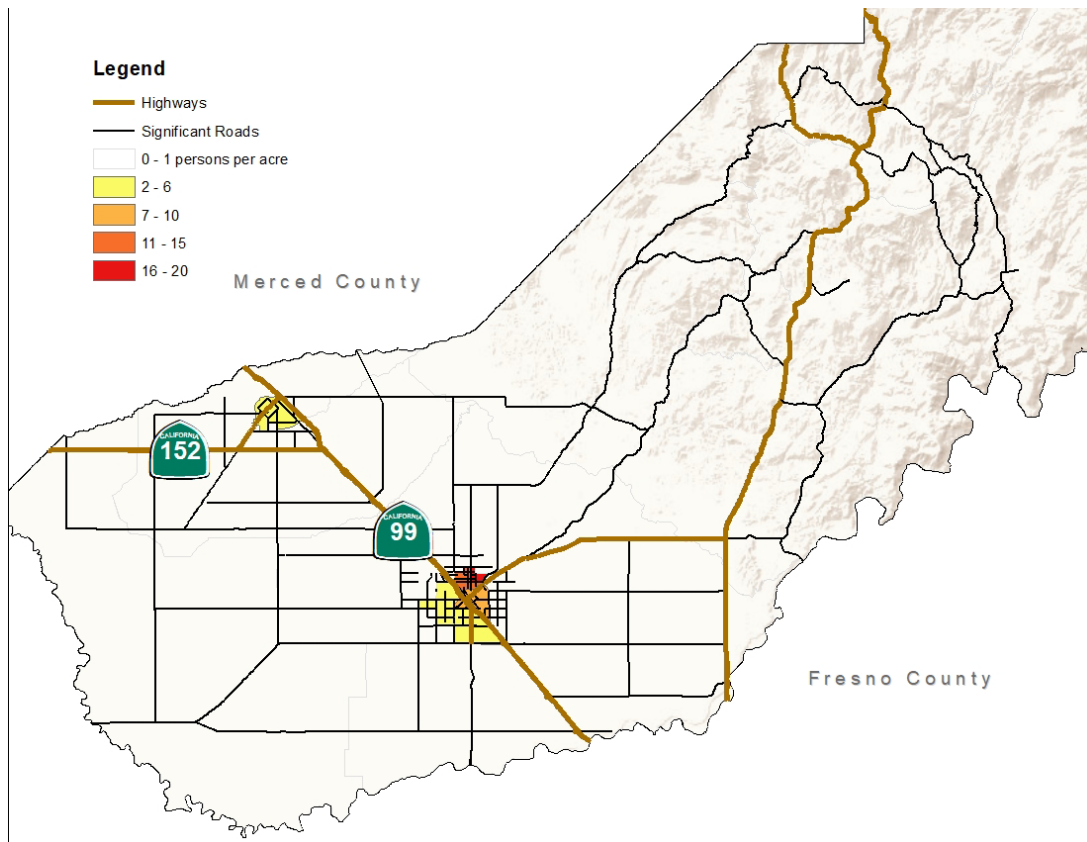 Legend
Highways
Significant Roads
0 - 1 persons per acre
2 - 6
7 - 10
11 - 15
16 - 20
Merced County
CALIFORNIA
152
CALIFORNIA
99
Fresno County